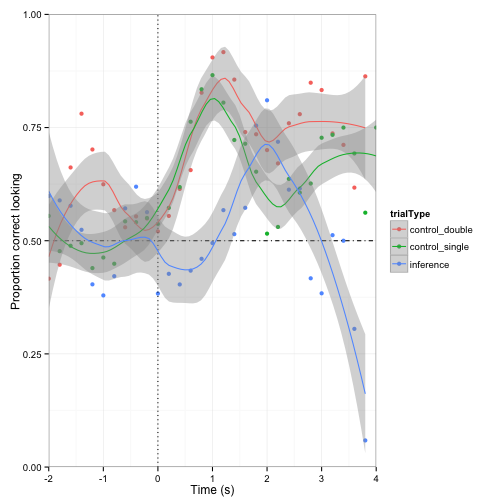 1.00
0.75
0.50
0.25
0.00
Proportion correct looking
-2 -1 0 1 2 3 4
Time (s)
trialType
control_double
control_single
inference